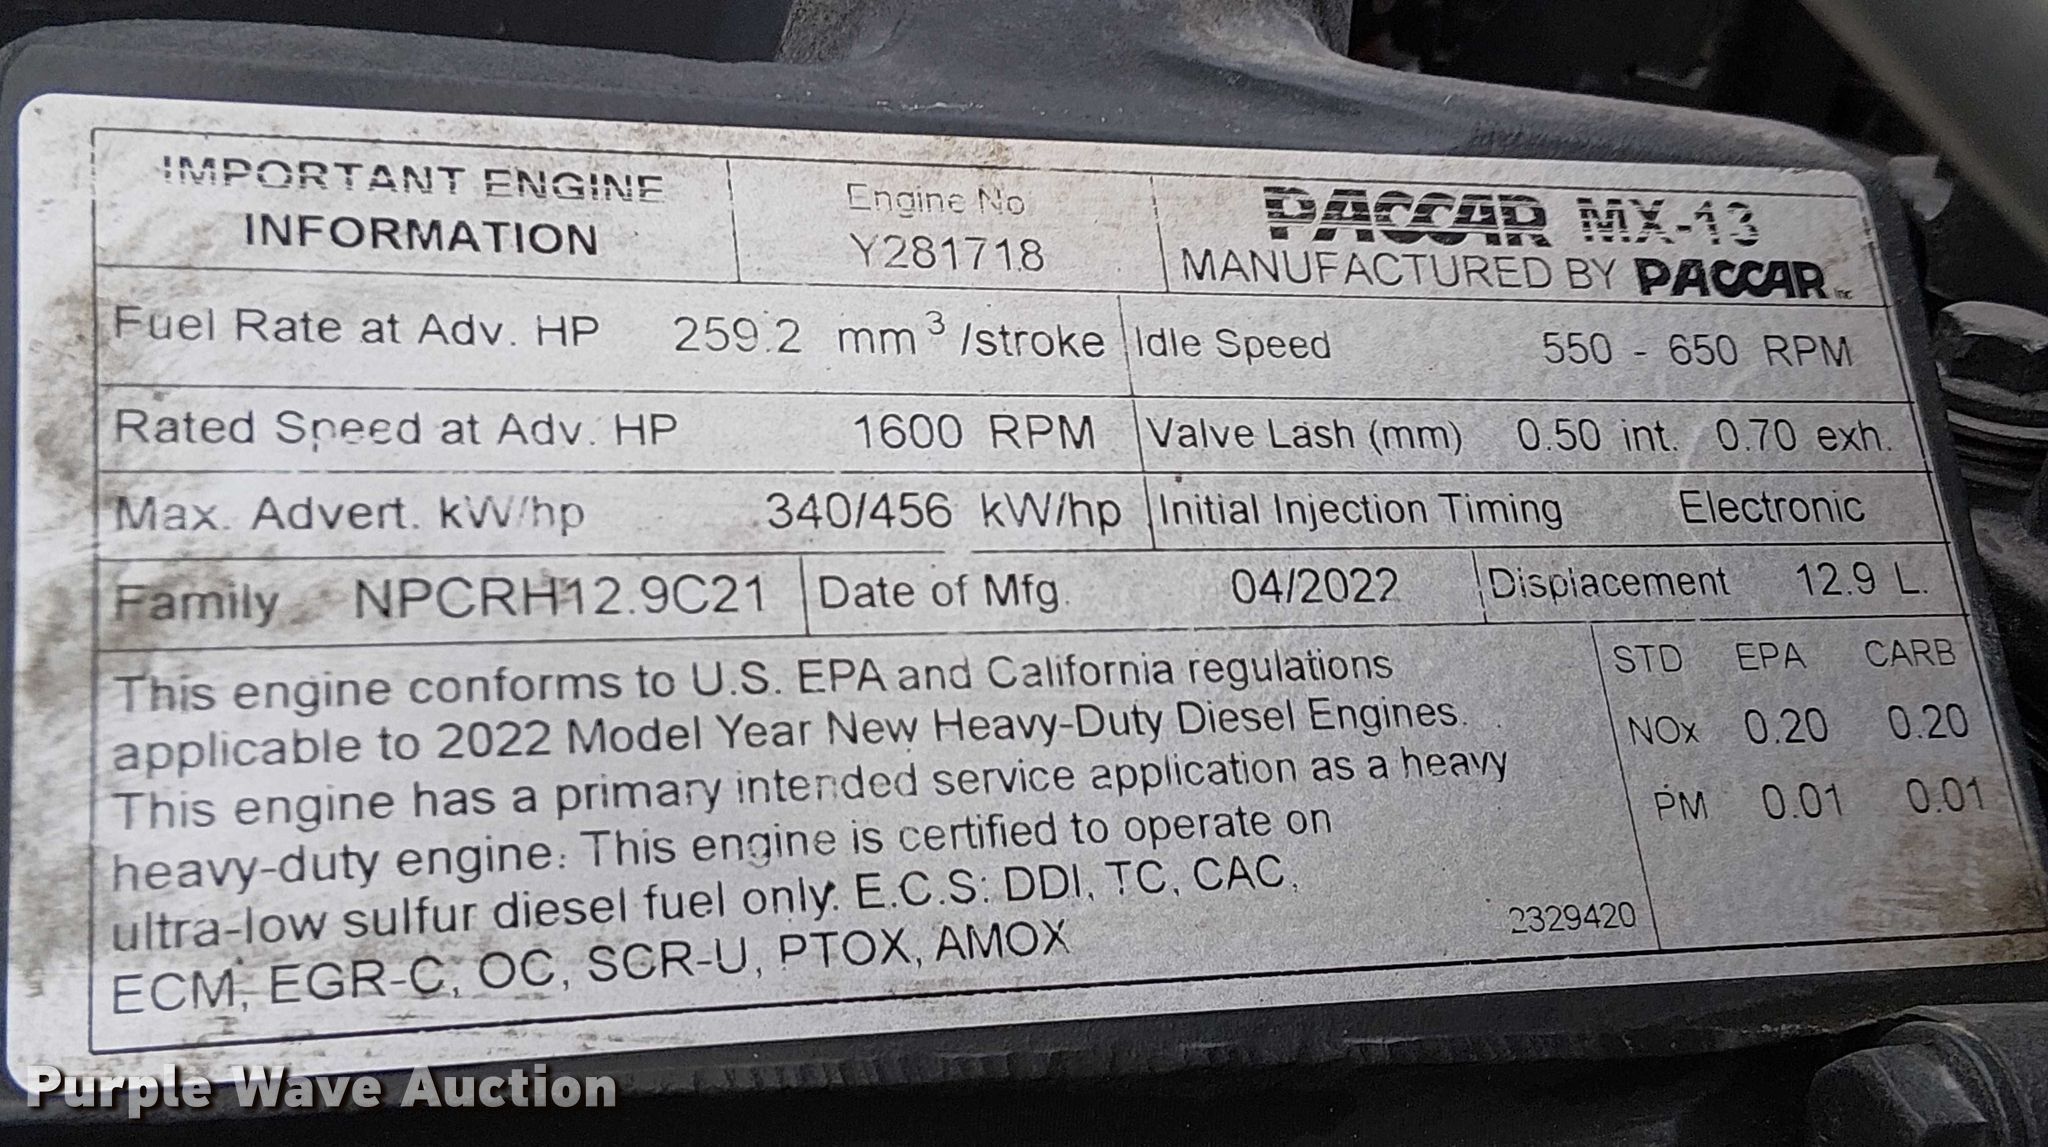 IMPORTANT ENGINE
INFORMATION
Engine No
Y281718
PACCAR MX-13
MANUFACTURED BY PACCAR Inc
Fuel Rate at Adv. HP 259.2 mm³/stroke
Idle Speed 550 - 650 RPM
Rated Speed at Adv. HP 1600 RPM
Valve Lash (mm) 0.50 int. 0.70 exh.
Max. Advert. kW/hp 340/456 kW/hp
Initial Injection Timing Electronic
Family NPCRH12.9C21
Date of Mfg. 04/2022
Displacement 12.9 L.
This engine conforms to U.S. EPA and California regulations
applicable to 2022 Model Year New Heavy-Duty Diesel Engines.
This engine has a primary intended service application as a heavy
heavy-duty engine. This engine is certified to operate on
ultra-low sulfur diesel fuel only. E.C.S: DDI, TC, CAC,
ECM, EGR-C, OC, SCR-U, PTOX, AMOX
2329420
STD EPA CARB
NOx 0.20 0.20
PM 0.01 0.01
Purple Wave Auction